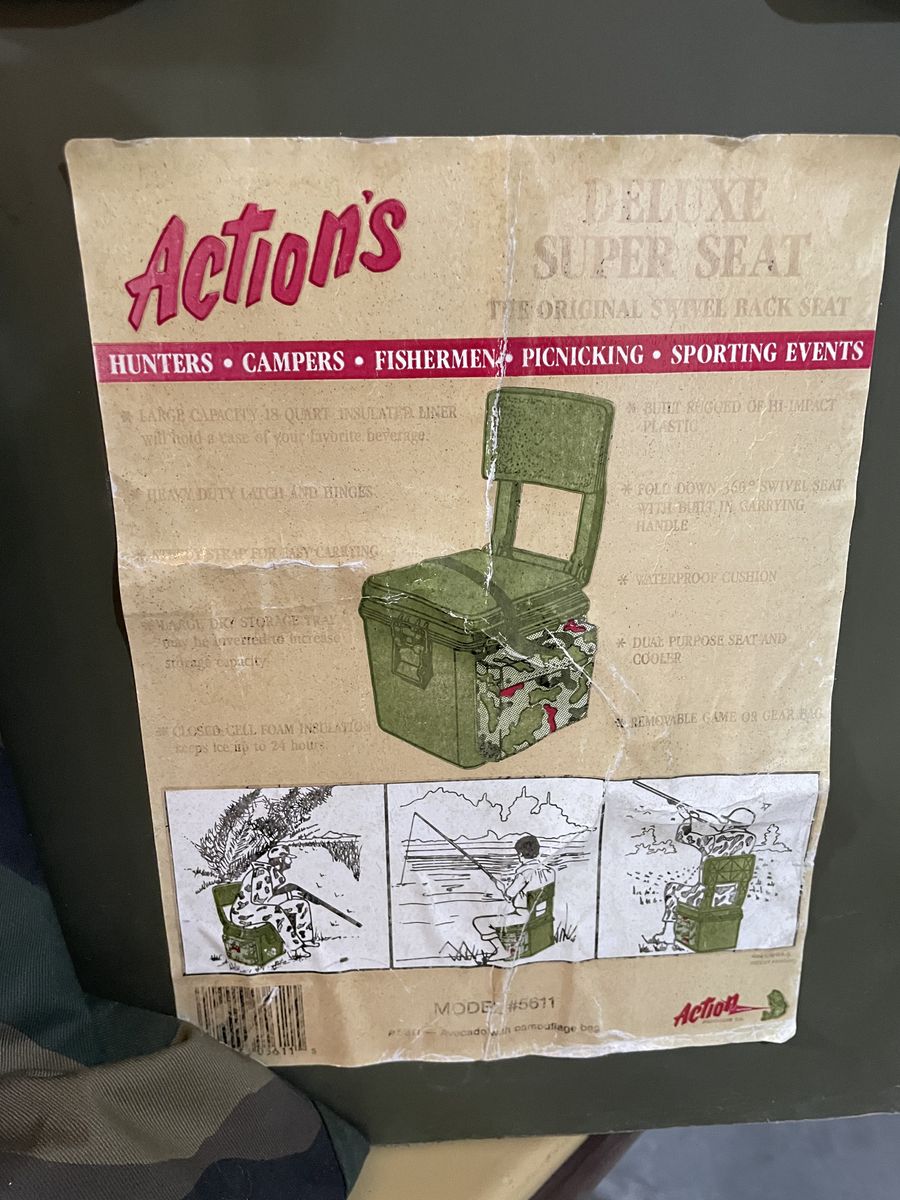 Action's
DELUXE
SUPER SEAT
THE ORIGINAL SWIVEL BACK SEAT
HUNTERS • CAMPERS • FISHERMEN • PICNICKING • SPORTING EVENTS
* LARGE CAPACITY 18 QUART INSULATED LINER
will hold a case of your favorite beverage.
* HEAVY DUTY LATCH AND HINGES
* STURDY STRAP FOR EASY CARRYING
* LARGE DRY STORAGE TRAY
may be inverted to increase
storage capacity.
* CLOSED CELL FOAM INSULATION
keeps ice up to 24 hours.
* BUILT RUGGED OF HI-IMPACT
PLASTIC
* FOLD DOWN 360° SWIVEL SEAT
WITH BUILT IN CARRYING
HANDLE
* WATERPROOF CUSHION
* DUAL PURPOSE SEAT AND
COOLER
* REMOVABLE GAME OR GEAR BAG
MODEL #5611
— Avocado with camouflage bag
Action